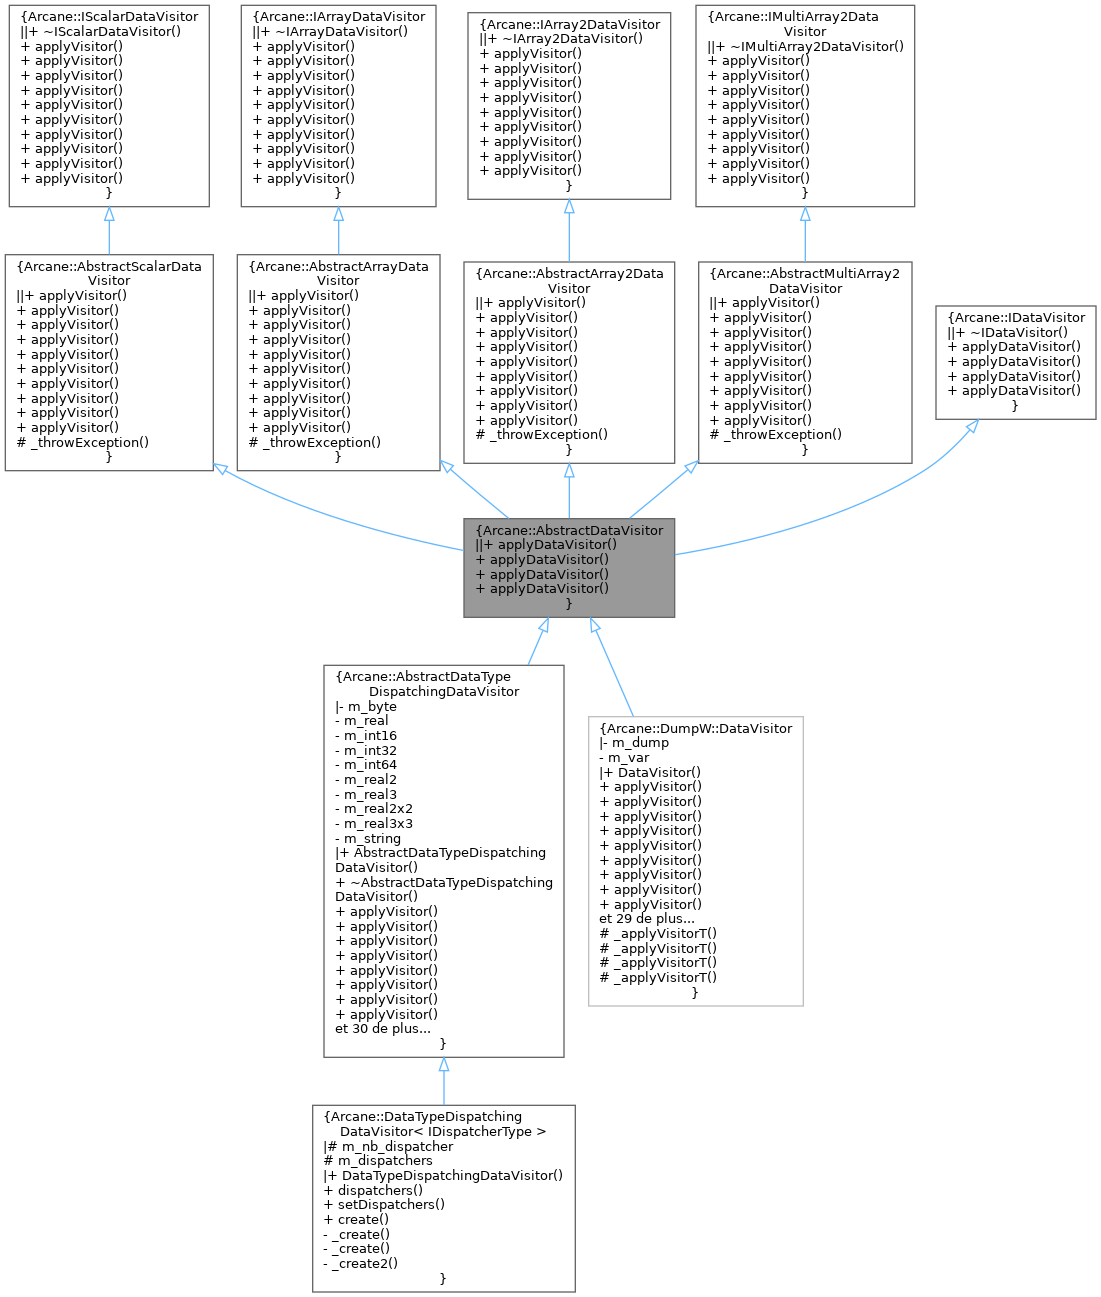 {Arcane::IScalarDataVisitor
||+ ~IScalarDataVisitor()
+ applyVisitor()
+ applyVisitor()
+ applyVisitor()
+ applyVisitor()
+ applyVisitor()
+ applyVisitor()
+ applyVisitor()
+ applyVisitor()
+ applyVisitor()
+ applyVisitor()
}
{Arcane::IArrayDataVisitor
||+ ~IArrayDataVisitor()
+ applyVisitor()
+ applyVisitor()
+ applyVisitor()
+ applyVisitor()
+ applyVisitor()
+ applyVisitor()
+ applyVisitor()
+ applyVisitor()
+ applyVisitor()
+ applyVisitor()
}
{Arcane::IArray2DataVisitor
||+ ~IArray2DataVisitor()
+ applyVisitor()
+ applyVisitor()
+ applyVisitor()
+ applyVisitor()
+ applyVisitor()
+ applyVisitor()
+ applyVisitor()
+ applyVisitor()
+ applyVisitor()
}
{Arcane::IMultiArray2Data
Visitor
||+ ~IMultiArray2DataVisitor()
+ applyVisitor()
+ applyVisitor()
+ applyVisitor()
+ applyVisitor()
+ applyVisitor()
+ applyVisitor()
+ applyVisitor()
+ applyVisitor()
+ applyVisitor()
}
{Arcane::AbstractScalarData
Visitor
||+ applyVisitor()
+ applyVisitor()
+ applyVisitor()
+ applyVisitor()
+ applyVisitor()
+ applyVisitor()
+ applyVisitor()
+ applyVisitor()
+ applyVisitor()
+ applyVisitor()
# _throwException()
}
{Arcane::AbstractArrayData
Visitor
||+ applyVisitor()
+ applyVisitor()
+ applyVisitor()
+ applyVisitor()
+ applyVisitor()
+ applyVisitor()
+ applyVisitor()
+ applyVisitor()
+ applyVisitor()
+ applyVisitor()
# _throwException()
}
{Arcane::AbstractArray2Data
Visitor
||+ applyVisitor()
+ applyVisitor()
+ applyVisitor()
+ applyVisitor()
+ applyVisitor()
+ applyVisitor()
+ applyVisitor()
+ applyVisitor()
+ applyVisitor()
# _throwException()
}
{Arcane::AbstractMultiArray2
DataVisitor
||+ applyVisitor()
+ applyVisitor()
+ applyVisitor()
+ applyVisitor()
+ applyVisitor()
+ applyVisitor()
+ applyVisitor()
+ applyVisitor()
+ applyVisitor()
# _throwException()
}
{Arcane::IDataVisitor
||+ ~IDataVisitor()
+ applyDataVisitor()
+ applyDataVisitor()
+ applyDataVisitor()
+ applyDataVisitor()
}
{Arcane::AbstractDataVisitor
||+ applyDataVisitor()
+ applyDataVisitor()
+ applyDataVisitor()
+ applyDataVisitor()
}
{Arcane::AbstractDataType
DispatchingDataVisitor
|- m_byte
- m_real
- m_int16
- m_int32
- m_int64
- m_real2
- m_real3
- m_real2x2
- m_real3x3
- m_string
|+ AbstractDataTypeDispatching
DataVisitor()
+ ~AbstractDataTypeDispatching
DataVisitor()
+ applyVisitor()
+ applyVisitor()
+ applyVisitor()
+ applyVisitor()
+ applyVisitor()
+ applyVisitor()
+ applyVisitor()
+ applyVisitor()
et 30 de plus...
}
{Arcane::DumpW::DataVisitor
|- m_dump
- m_var
|+ DataVisitor()
+ applyVisitor()
+ applyVisitor()
+ applyVisitor()
+ applyVisitor()
+ applyVisitor()
+ applyVisitor()
+ applyVisitor()
+ applyVisitor()
+ applyVisitor()
et 29 de plus...
# _applyVisitorT()
# _applyVisitorT()
# _applyVisitorT()
# _applyVisitorT()
}
{Arcane::DataTypeDispatching
DataVisitor< IDispatcherType >
|# m_nb_dispatcher
# m_dispatchers
|+ DataTypeDispatchingDataVisitor()
+ dispatchers()
+ setDispatchers()
+ create()
- _create()
- _create()
- _create2()
}